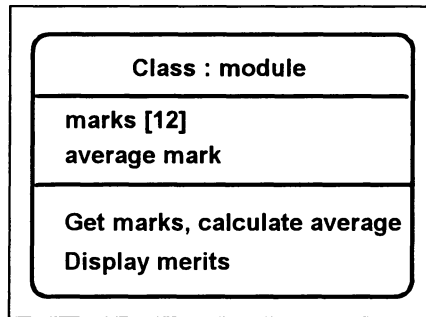 Class : module
marks [12]
average mark
Get marks, calculate average
Display merits